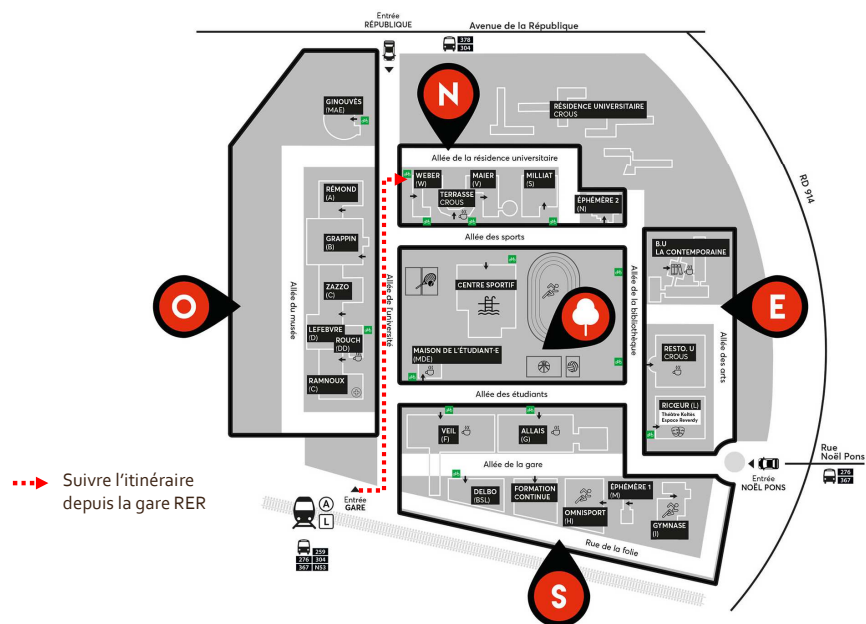 Entrée
RÉPUBLIQUE
Avenue de la République
378
304
N
GINOUVÈS
(MAE)
RÉSIDENCE UNIVERSITAIRE
CROUS
Allée de la résidence universitaire
WEBER
(W)
MAIER
(V)
MILLIAT
(S)
TERRASSE
CROUS
ÉPHÉMÈRE 2
(N)
RD 914
RÉMOND
(A)
GRAPPIN
(B)
Allée des sports
B.U
LA CONTEMPORAINE
ZAZZO
(C)
CENTRE SPORTIF
O
E
Allée du musée
Allée de l'université
Allée de la bibliothèque
Allée des arts
LEFEBVRE
(D)
ROUCH
(DD)
MAISON DE L'ÉTUDIANT·E
(MDE)
RESTO. U
CROUS
RAMNOUX
(C)
Allée des étudiants
RICŒUR (L)
Théâtre Koltès
Espace Reverdy
VEIL
(F)
ALLAIS
(G)
Allée de la gare
Rue
Noël Pons
276
367
Entrée
NOËL PONS
Suivre l'itinéraire
depuis la gare RER
Entrée
GARE
A
L
DELBO
(BSL)
FORMATION
CONTINUE
ÉPHÉMÈRE 1
(M)
OMNISPORT
(H)
GYMNASE
(I)
Rue de la folie
259
276 304
367 N53
S